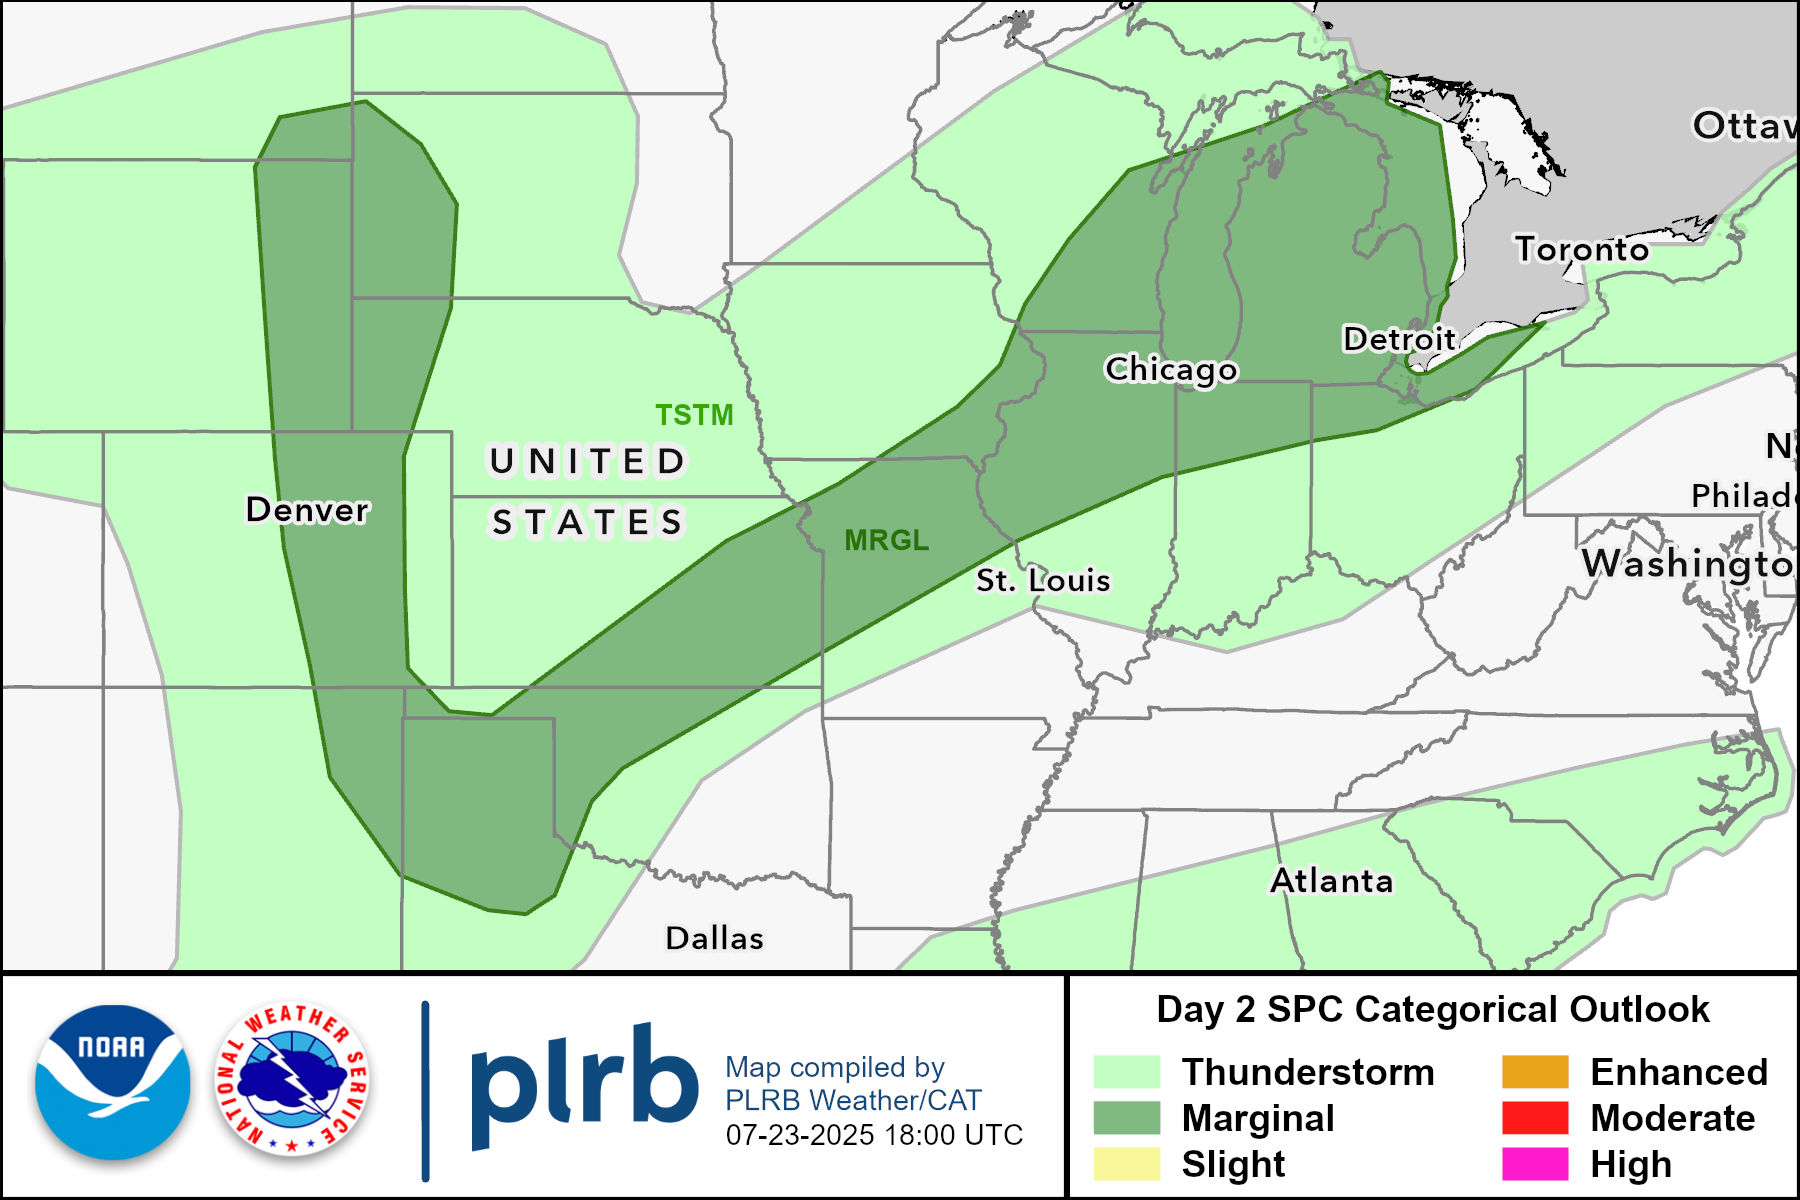 Ottav
Toronto
Detroit
Chicago
TSTM
UNITED
STATES
Denver
MRGL
St. Louis
Philad
Washingto
Atlanta
Dallas
NOAA
NATIONAL WEATHER SERVICE
plrb
Map compiled by
PLRB Weather/CAT
07-23-2025 18:00 UTC
Day 2 SPC Categorical Outlook
Thunderstorm
Marginal
Slight
Enhanced
Moderate
High